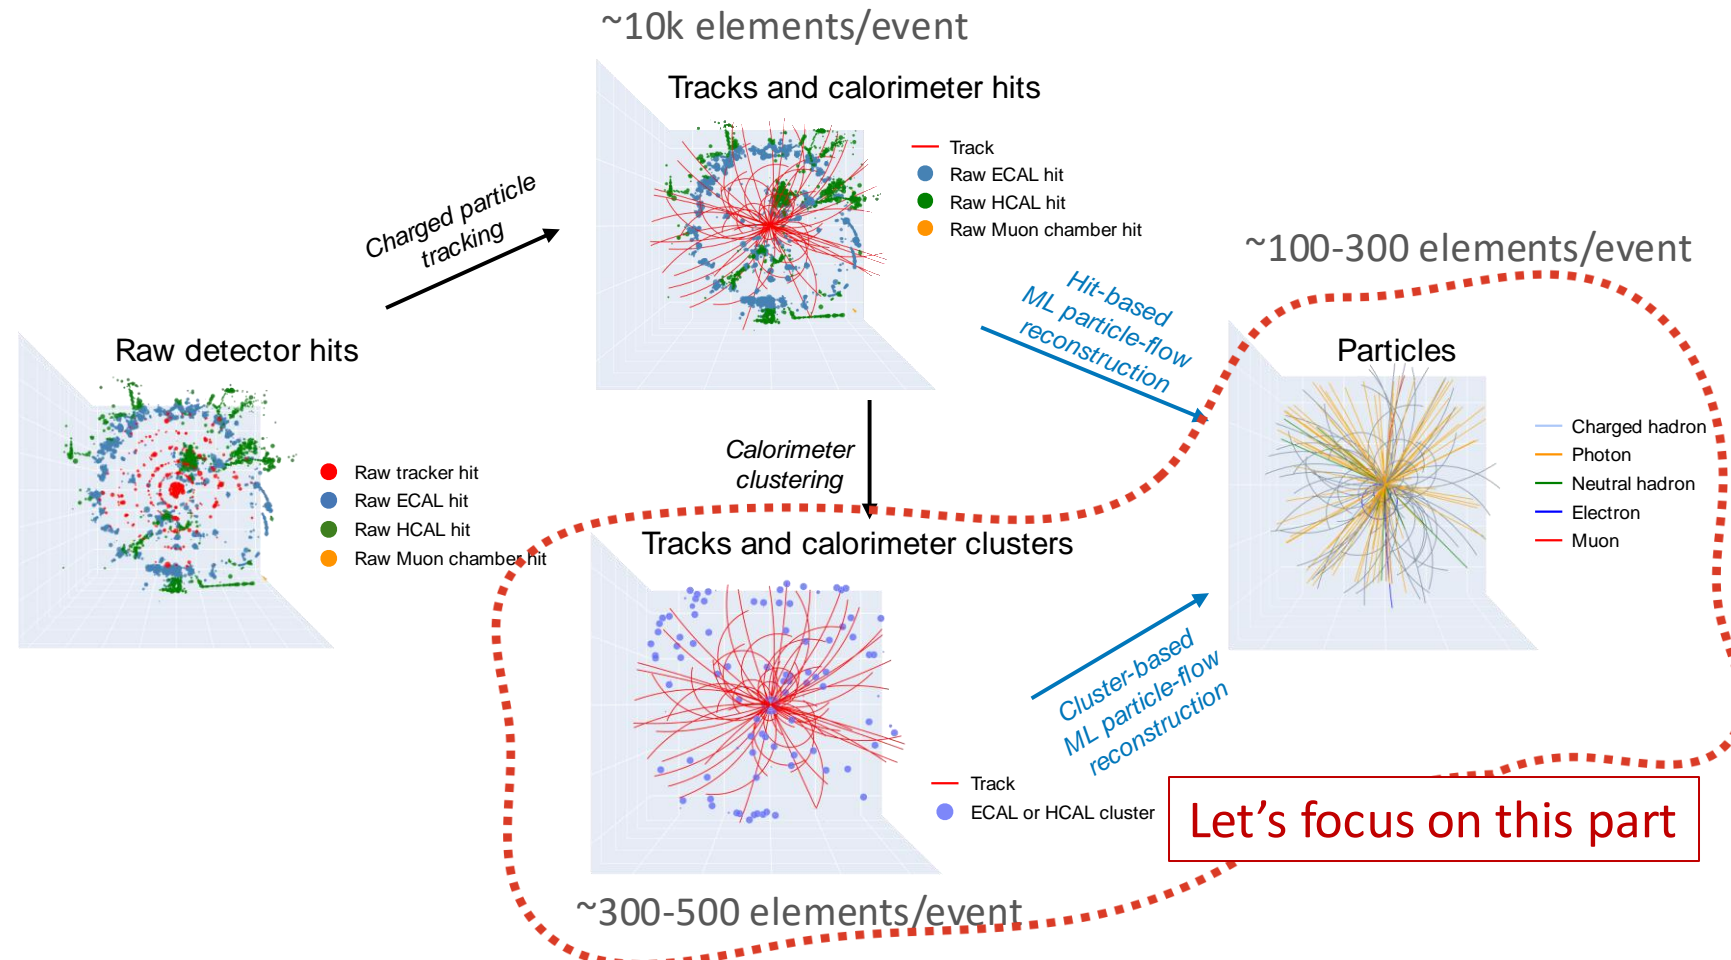 ~10k elements/event
Tracks and calorimeter hits
Track
Raw ECAL hit
Raw HCAL hit
Raw Muon chamber hit
Charged particle
tracking
Raw detector hits
Raw tracker hit
Raw ECAL hit
Raw HCAL hit
Raw Muon chamber hit
Hit-based
ML particle-flow
reconstruction
~100-300 elements/event
Particles
Charged hadron
Photon
Neutral hadron
Electron
Muon
Calorimeter
clustering
Tracks and calorimeter clusters
Track
ECAL or HCAL cluster
Cluster-based
ML particle-flow
reconstruction
Let’s focus on this part
~300-500 elements/event